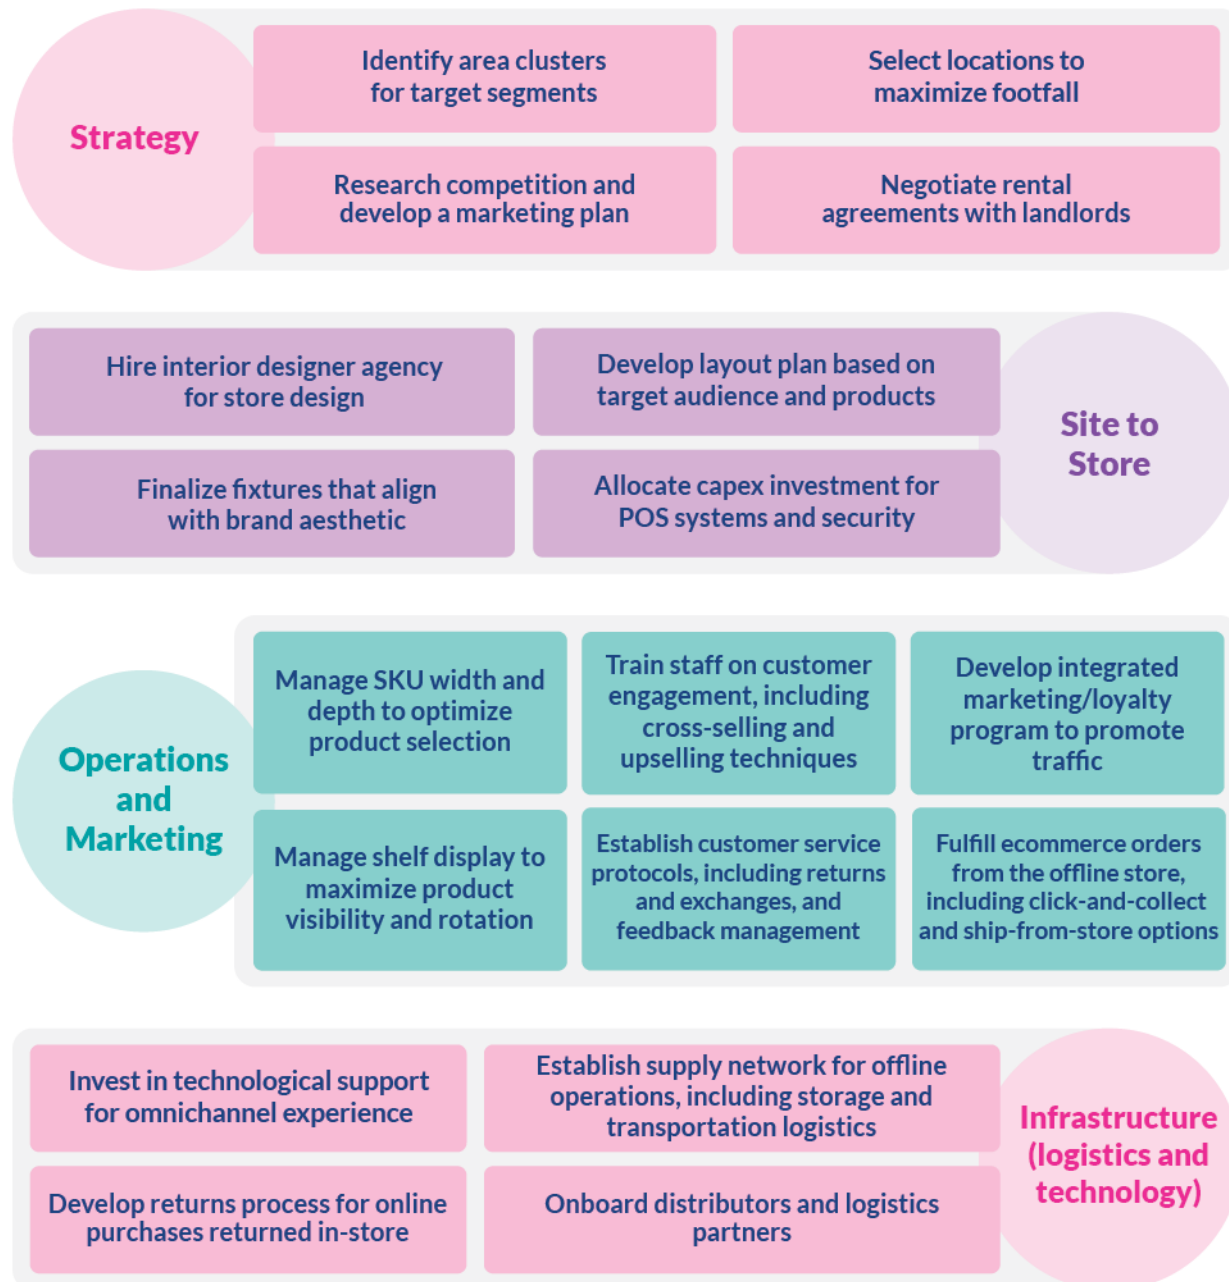 Strategy
Identify area clusters
for target segments
Select locations to
maximize footfall
Research competition and
develop a marketing plan
Negotiate rental
agreements with landlords
Hire interior designer agency
for store design
Develop layout plan based on
target audience and products
Finalize fixtures that align
with brand aesthetic
Allocate capex investment for
POS systems and security
Site to
Store
Operations
and
Marketing
Manage SKU width and
depth to optimize
product selection
Train staff on customer
engagement, including
cross-selling and
upselling techniques
Develop integrated
marketing/loyalty
program to promote
traffic
Manage shelf display to
maximize product
visibility and rotation
Establish customer service
protocols, including returns
and exchanges, and
feedback management
Fulfill ecommerce orders
from the offline store,
including click-and-collect
and ship-from-store options
Invest in technological support
for omnichannel experience
Establish supply network for offline
operations, including storage and
transportation logistics
Develop returns process for online
purchases returned in-store
Onboard distributors and logistics
partners
Infrastructure
(logistics and
technology)